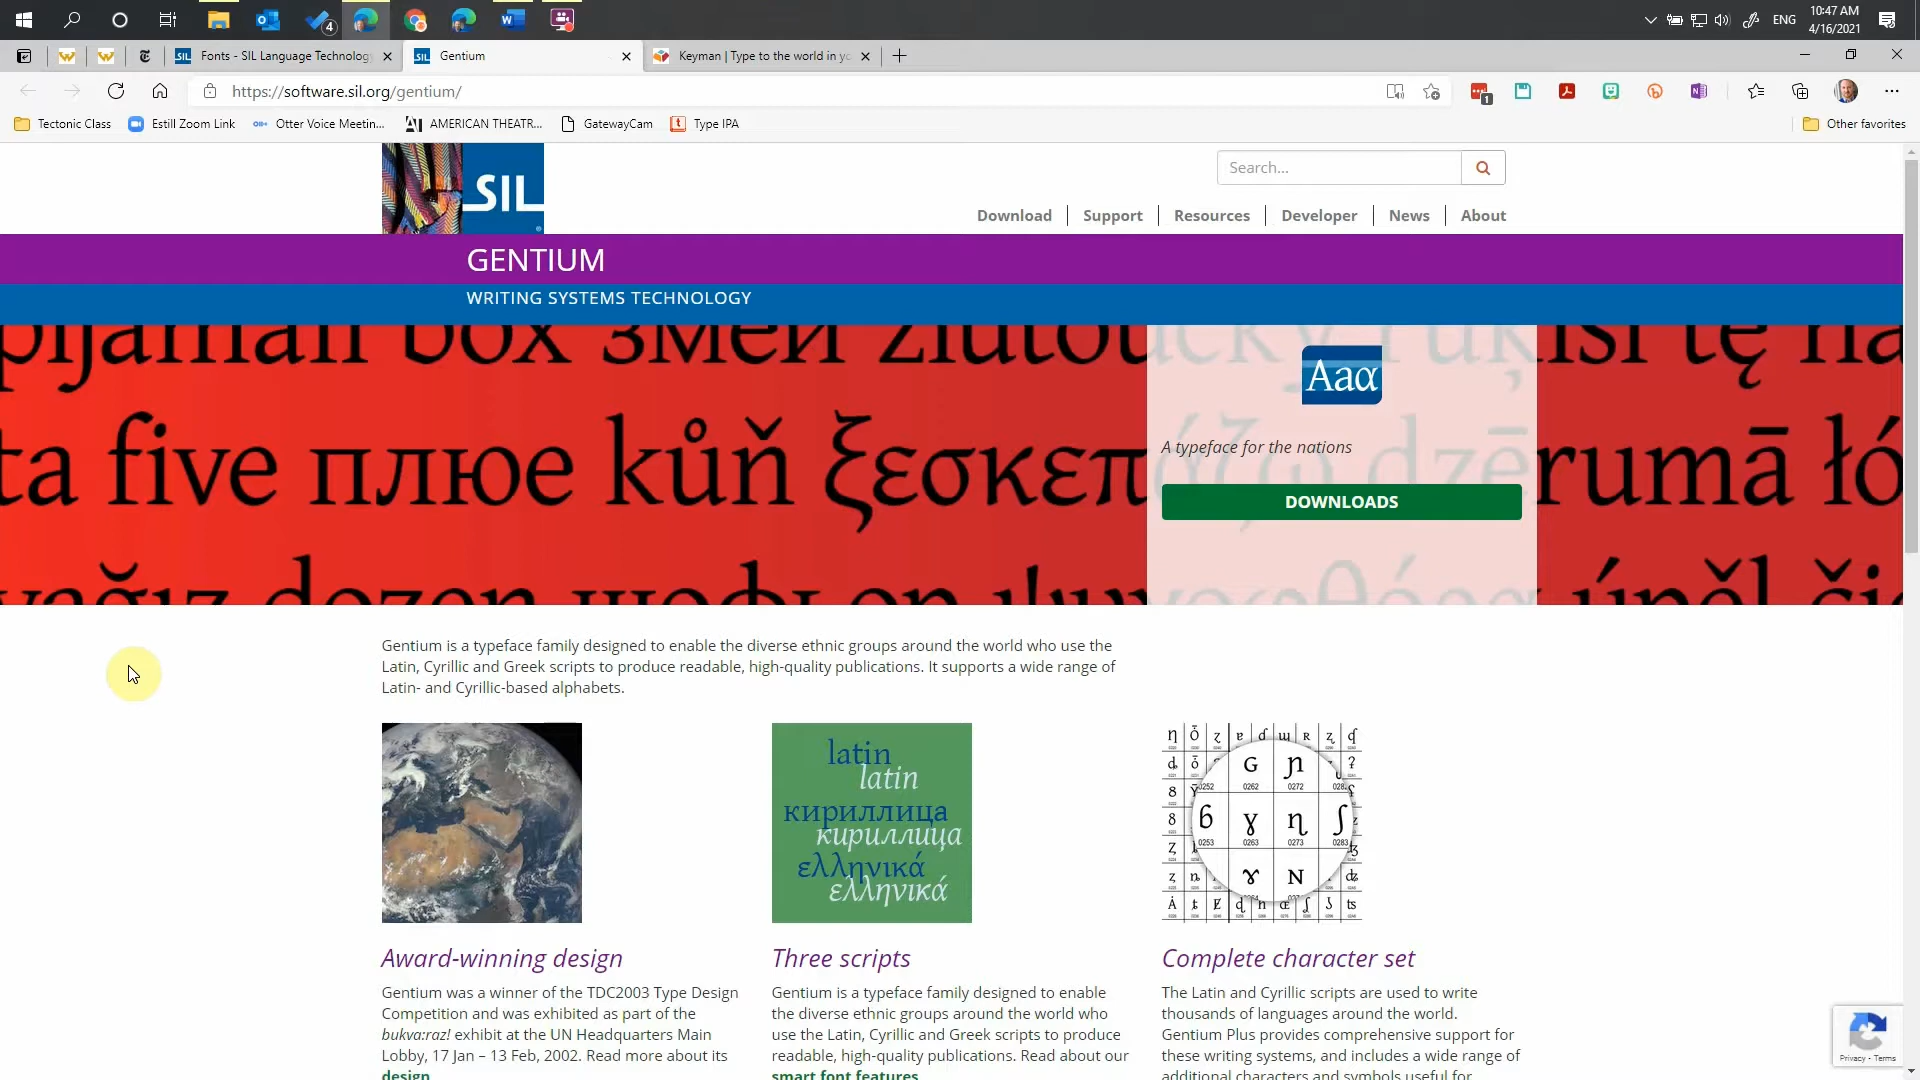 4
ENG
10:47 AM
4/16/2021
Fonts - SIL Language Technology
Gentium
Keyman | Type to the world in yo
https://software.sil.org/gentium/
1
Tectonic Class
Estill Zoom Link
Otter Voice Meetin...
AMERICAN THEATR...
GatewayCam
Type IPA
Other favorites
SIL
Search...
Download
Support
Resources
Developer
News
About
GENTIUM
WRITING SYSTEMS TECHNOLOGY
ta five плюе kůň ξεσκεπάζω dzērumā łó
Aaα
A typeface for the nations
DOWNLOADS
Gentium is a typeface family designed to enable the diverse ethnic groups around the world who use the
Latin, Cyrillic and Greek scripts to produce readable, high-quality publications. It supports a wide range of
Latin- and Cyrillic-based alphabets.
latin
latin
кириллица
кириллица
ελληνικά
ελληνικά
Award-winning design
Gentium was a winner of the TDC2003 Type Design
Competition and was exhibited as part of the
bukva:raz! exhibit at the UN Headquarters Main
Lobby, 17 Jan – 13 Feb, 2002. Read more about its
design
Three scripts
Gentium is a typeface family designed to enable
the diverse ethnic groups around the world who
use the Latin, Cyrillic and Greek scripts to produce
readable, high-quality publications. Read about our
smart font features
Complete character set
The Latin and Cyrillic scripts are used to write
thousands of languages around the world.
Gentium Plus provides comprehensive support for
these writing systems, and includes a wide range of
additional characters and symbols useful for
Privacy - Terms